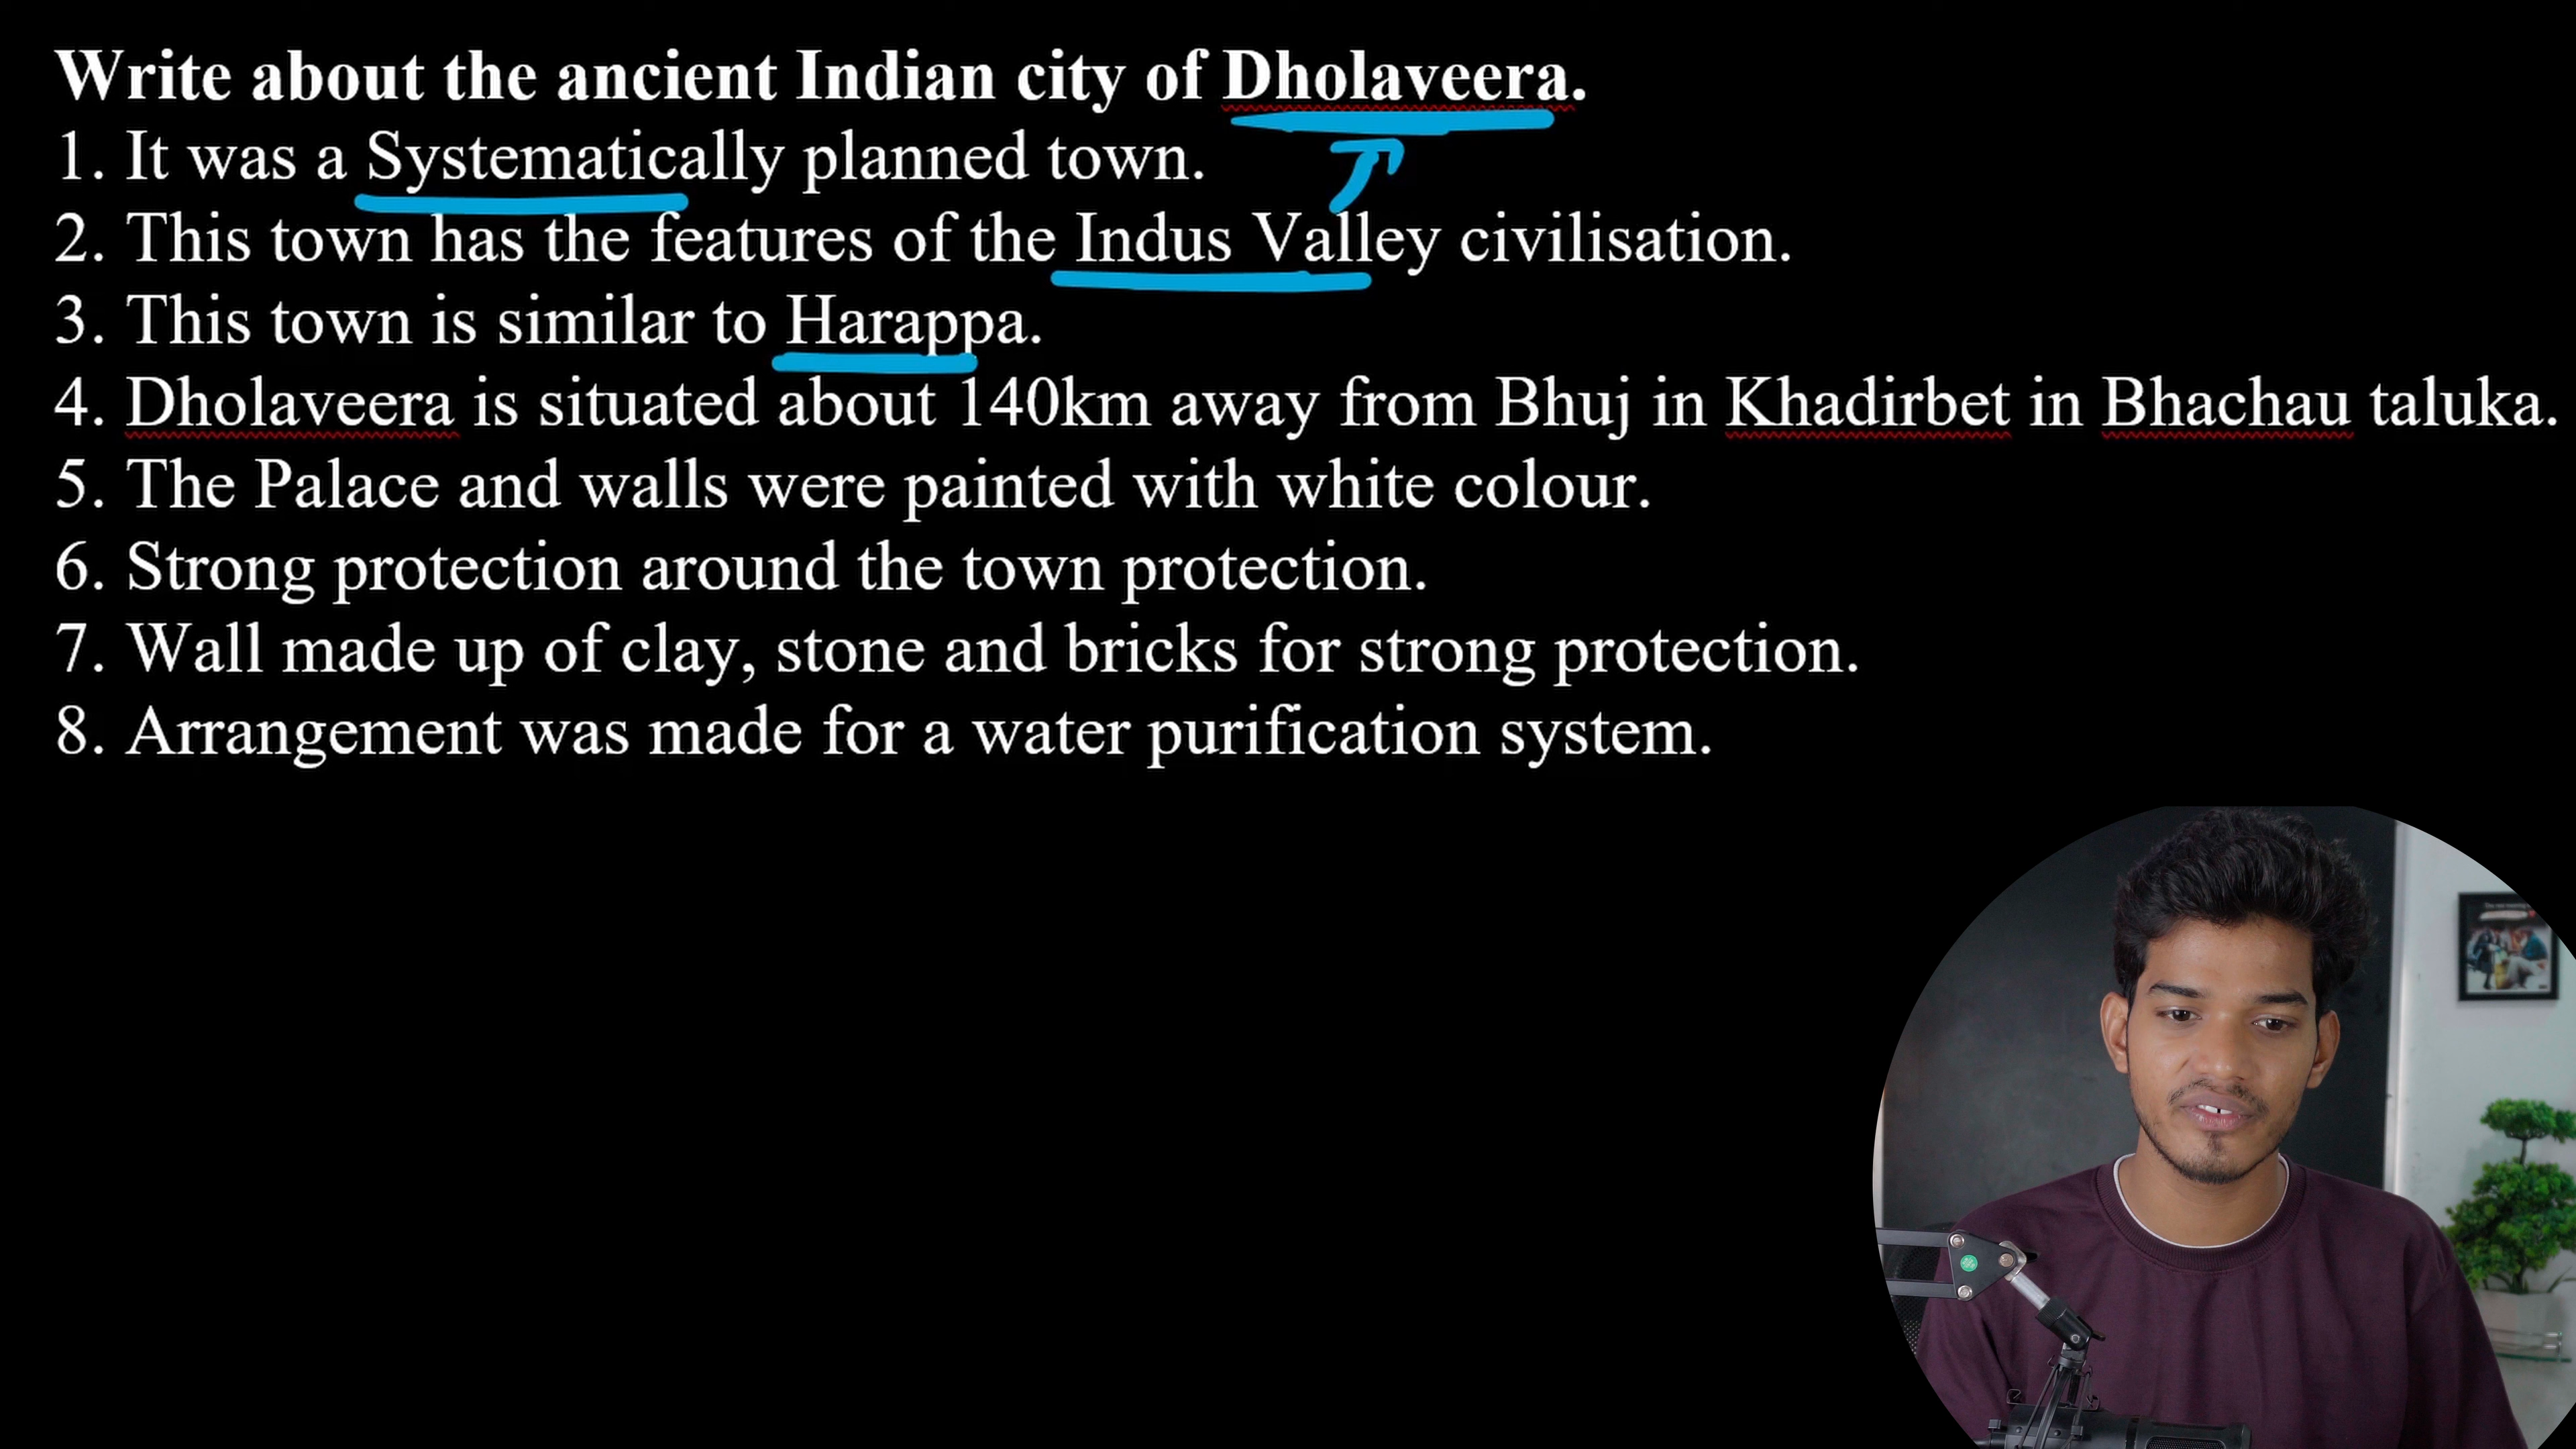 Write about the ancient Indian city of Dholaveera.
1. It was a Systematically planned town.
2. This town has the features of the Indus Valley civilisation.
3. This town is similar to Harappa.
4. Dholaveera is situated about 140km away from Bhuj in Khadirbet in Bhachau taluka.
5. The Palace and walls were painted with white colour.
6. Strong protection around the town protection.
7. Wall made up of clay, stone and bricks for strong protection.
8. Arrangement was made for a water purification system.